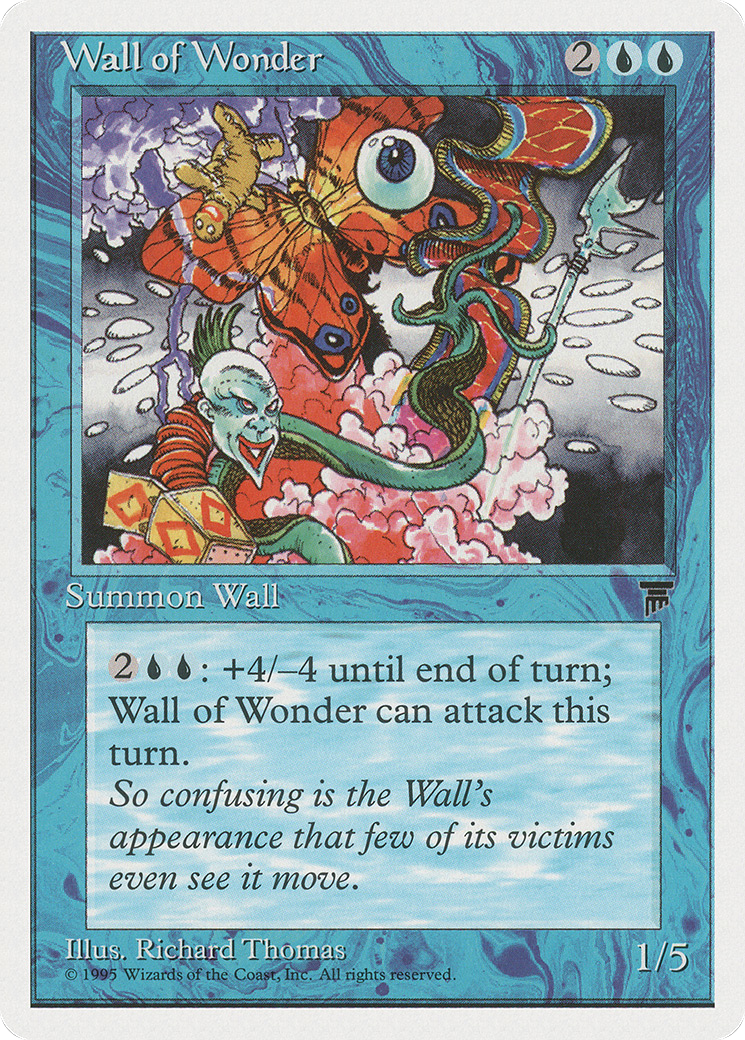 Wall of Wonder 2
Summon Wall
2 : +4/–4 until end of turn;
Wall of Wonder can attack this
turn.
So confusing is the Wall's
appearance that few of its victims
even see it move.
Illus. Richard Thomas
© 1995 Wizards of the Coast, Inc. All rights reserved.
1/5